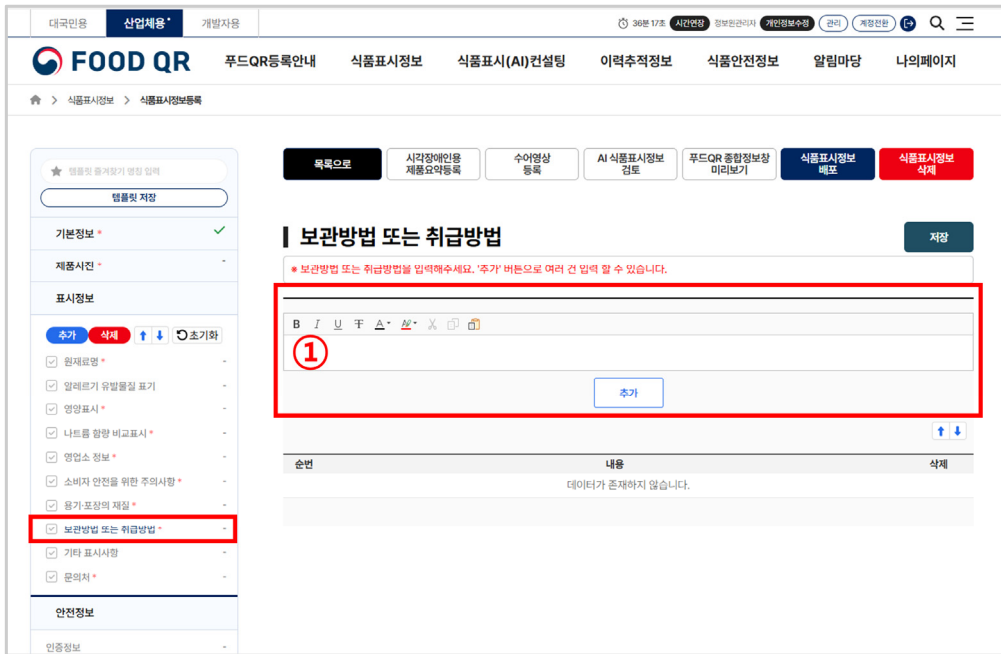 대국민용 산업체용 개발자용
36분 17초 시간연장 정보원관리자 개인정보수정 관리 계정전환
FOOD QR 푸드QR등록안내 식품표시정보 식품표시(AI)컨설팅 이력추적정보 식품안전정보 알림마당 나의페이지
> 식품표시정보 > 식품표시정보등록
템플릿 즐겨찾기 명칭 입력
템플릿 저장
기본정보 *
제품사진 * -
표시정보
추가 삭제 초기화
원재료명 * -
알레르기 유발물질 표기 -
영양표시 * -
나트륨 함량 비교표시 * -
영업소 정보 * -
소비자 안전을 위한 주의사항 * -
용기·포장의 재질 * -
보관방법 또는 취급방법 * -
기타 표시사항 -
문의처 * -
안전정보
인증정보 -
목록으로
시각장애인용
제품요약등록
수어영상
등록
AI 식품표시정보
검토
푸드QR 종합정보창
미리보기
식품표시정보
배포
식품표시정보
삭제
보관방법 또는 취급방법
저장
※ 보관방법 또는 취급방법을 입력해주세요. '추가' 버튼으로 여러 건 입력 할 수 있습니다.
B I U T A
①
추가
순번 내용 삭제
데이터가 존재하지 않습니다.